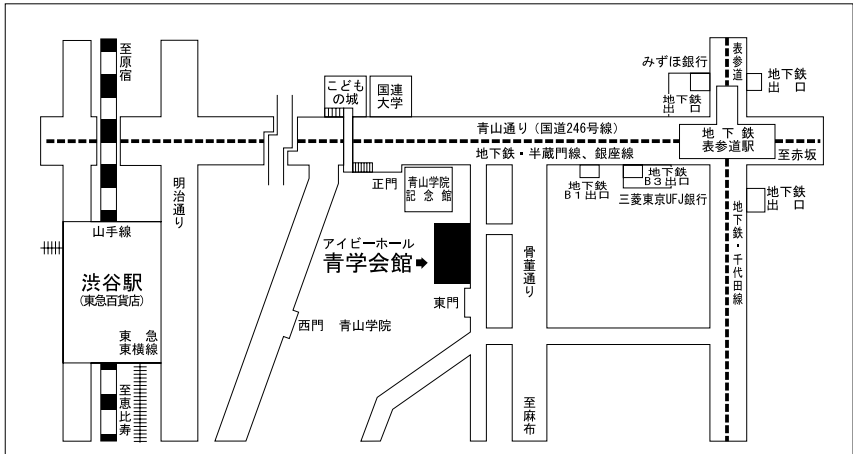 至原宿
こども
の城
国連
大学
みずほ銀行
表参道
地下鉄
出口
地下鉄
出口
青山通り（国道246号線）
地下鉄
表参道駅
地下鉄・半蔵門線、銀座線
至赤坂
明治通り
正門
青山学院
記念館
地下鉄
B1出口
地下鉄
B3出口
三菱東京UFJ銀行
地下鉄
出口
地下鉄・千代田線
山手線
渋谷駅
(東急百貨店)
アイビーホール
青学会館➡
骨董通り
東門
西門
青山学院
東急
東横線
至恵比寿
至麻布